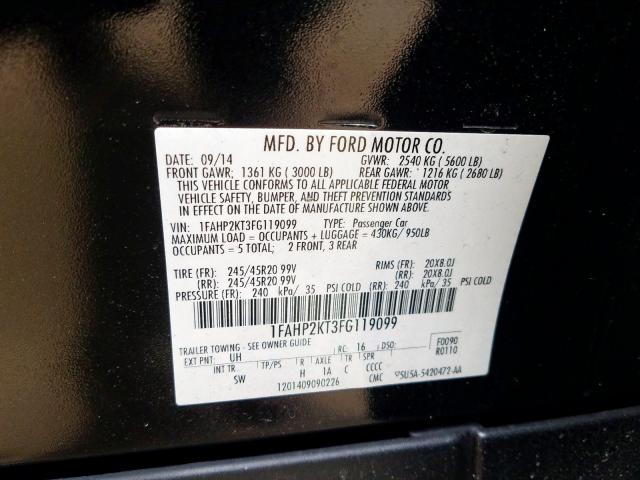 MFD. BY FORD MOTOR CO.
DATE: 09/14 GVWR: 2540 KG ( 5600 LB)
FRONT GAWR: 1361 KG ( 3000 LB) REAR GAWR: 1216 KG ( 2680 LB)
THIS VEHICLE CONFORMS TO ALL APPLICABLE FEDERAL MOTOR
VEHICLE SAFETY, BUMPER, AND THEFT PREVENTION STANDARDS
IN EFFECT ON THE DATE OF MANUFACTURE SHOWN ABOVE.
VIN: 1FAHP2KT3FG119099 TYPE: Passenger Car
MAXIMUM LOAD = OCCUPANTS + LUGGAGE = 430KG/ 950LB
OCCUPANTS = 5 TOTAL; 2 FRONT, 3 REAR
TIRE (FR): 245/45R20 99V RIMS (FR): 20X8.0J
(RR): 245/45R20 99V (RR): 20X8.0J
PRESSURE (FR): 240 kPa/ 35 PSI COLD (RR): 240 kPa/ 35 PSI COLD
1FAHP2KT3FG119099
TRAILER TOWING - SEE OWNER GUIDE RC: 16 DSO: F0090
EXT PNT: UH R0110
INT TR TP/PS R AXLE TR SPR
SW H 1A C CCCC
1201409090226 CMC 5U5A-5420472-AA